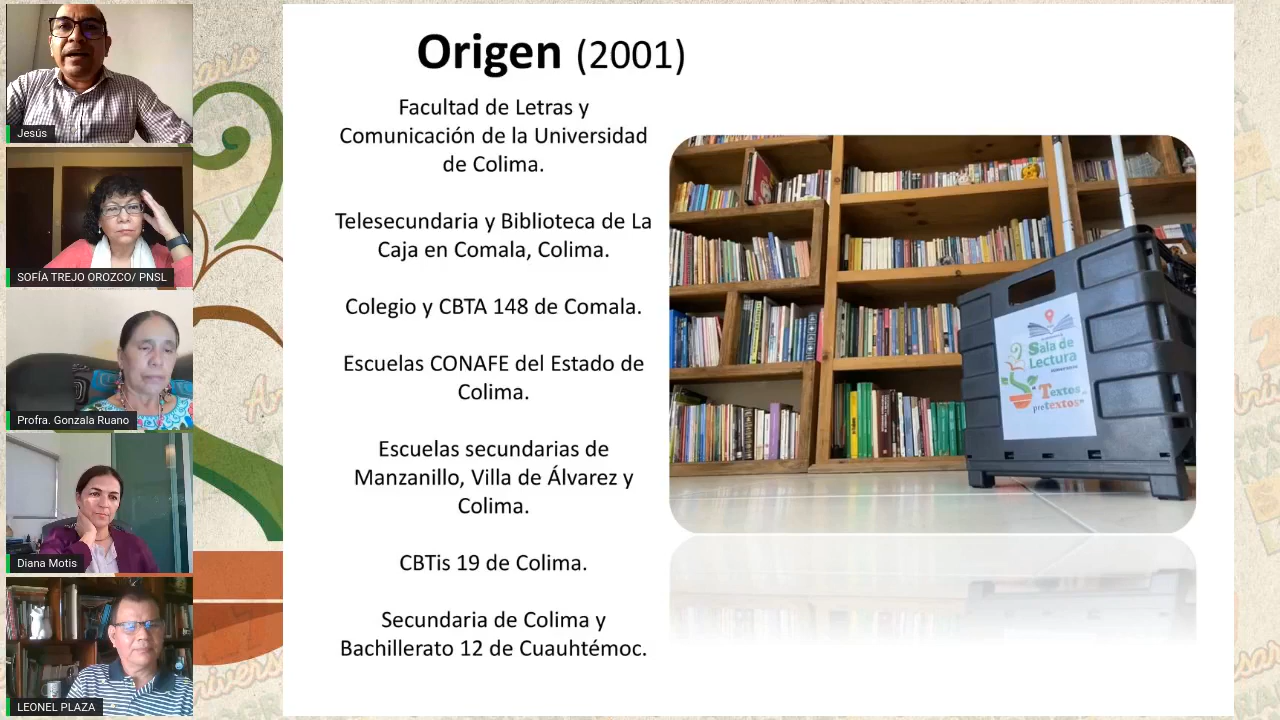 Jesús
SOFÍA TREJO OROZCO/ PNSL
Profra. Gonzala Ruano
Diana Motis
LEONEL PLAZA
Origen (2001)
Facultad de Letras y
Comunicación de la Universidad
de Colima.
Telesecundaria y Biblioteca de La
Caja en Comala, Colima.
Colegio y CBTA 148 de Comala.
Escuelas CONAFE del Estado de
Colima.
Escuelas secundarias de
Manzanillo, Villa de Álvarez y
Colima.
CBTis 19 de Colima.
Secundaria de Colima y
Bachillerato 12 de Cuauhtémoc.
Sala de
Lectura
"Textos
pretextos"